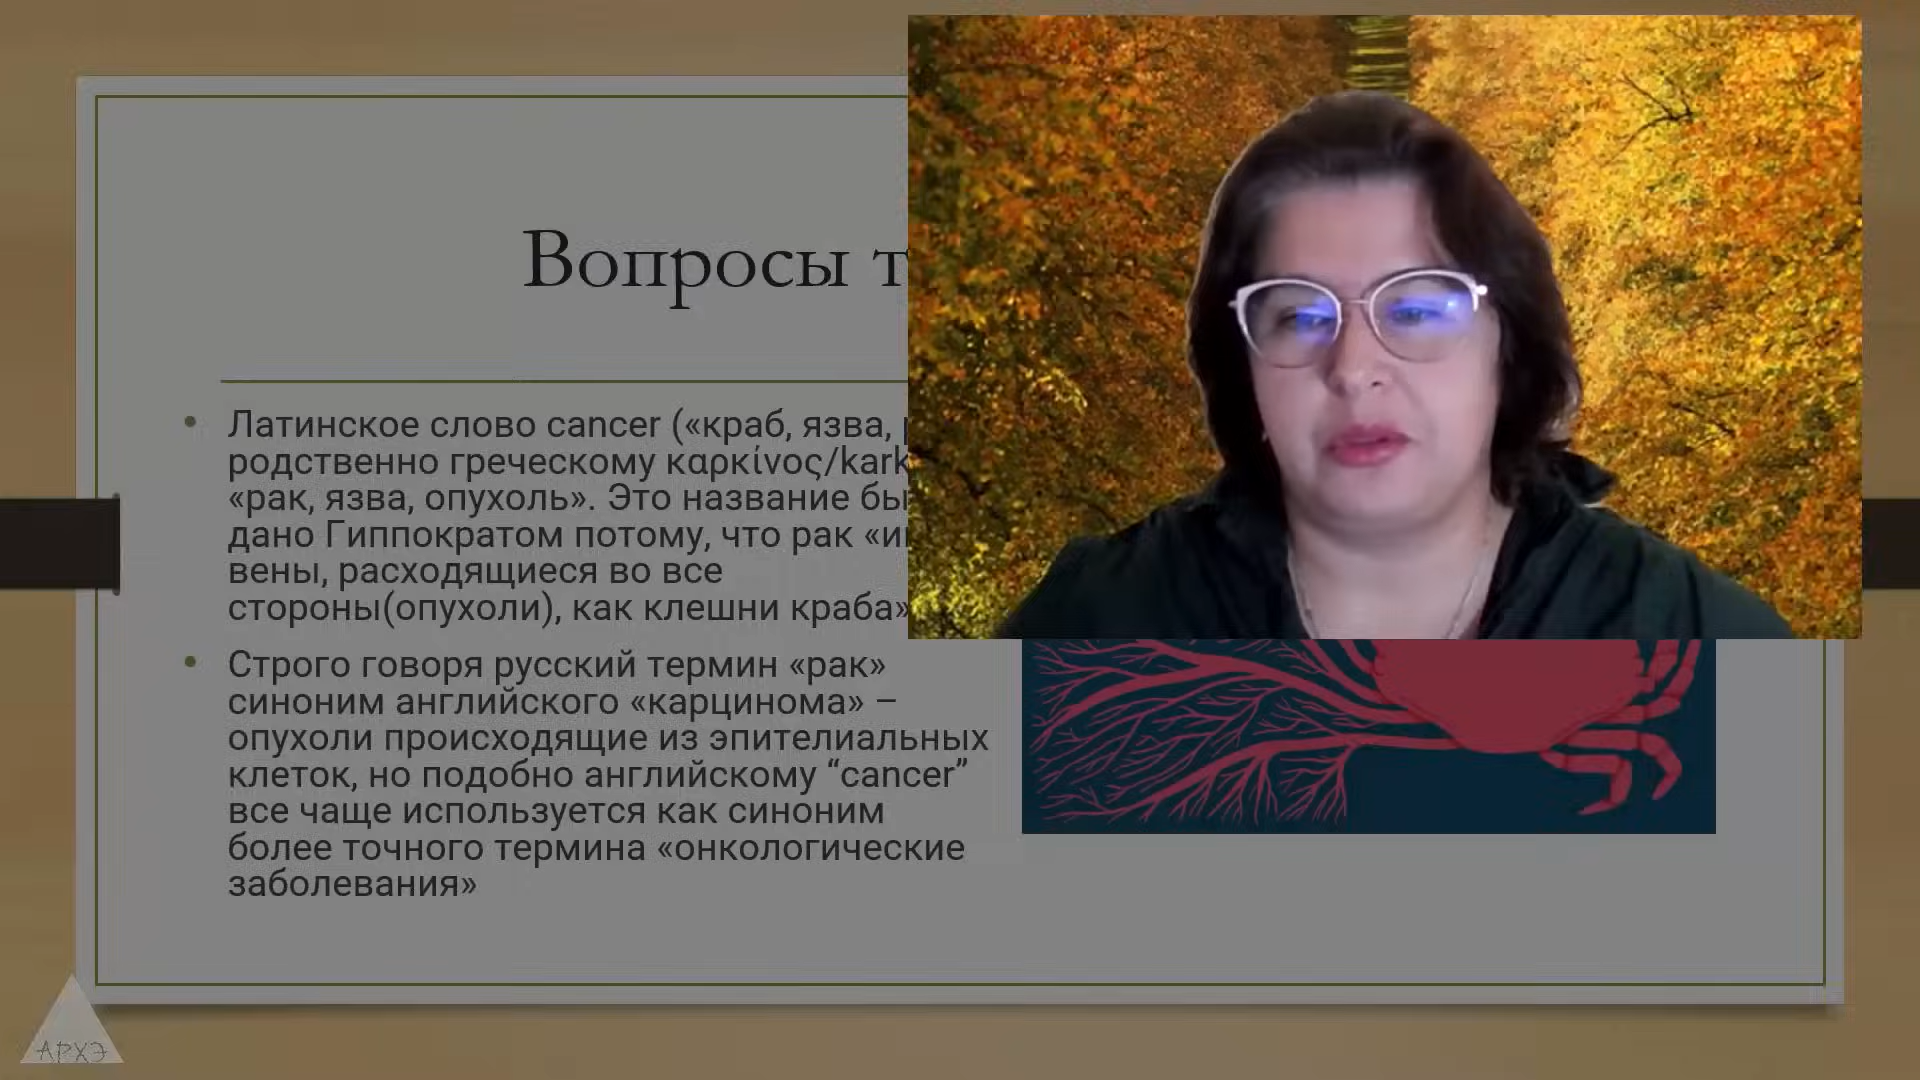 Вопросы
Латинское слово cancer («краб, язва,
родственно греческому καρκίνος/kark
«рак, язва, опухоль». Это название бы
дано Гиппократом потому, что рак
вены, расходящиеся во все
стороны(опухоли), как клешни краба»
Строго говоря русский термин «рак»
синоним английского «карцинома» –
опухоли происходящие из эпителиальных
клеток, но подобно английскому “cancer”
все чаще используется как синоним
более точного термина «онкологические
заболевания»
АРХЭ